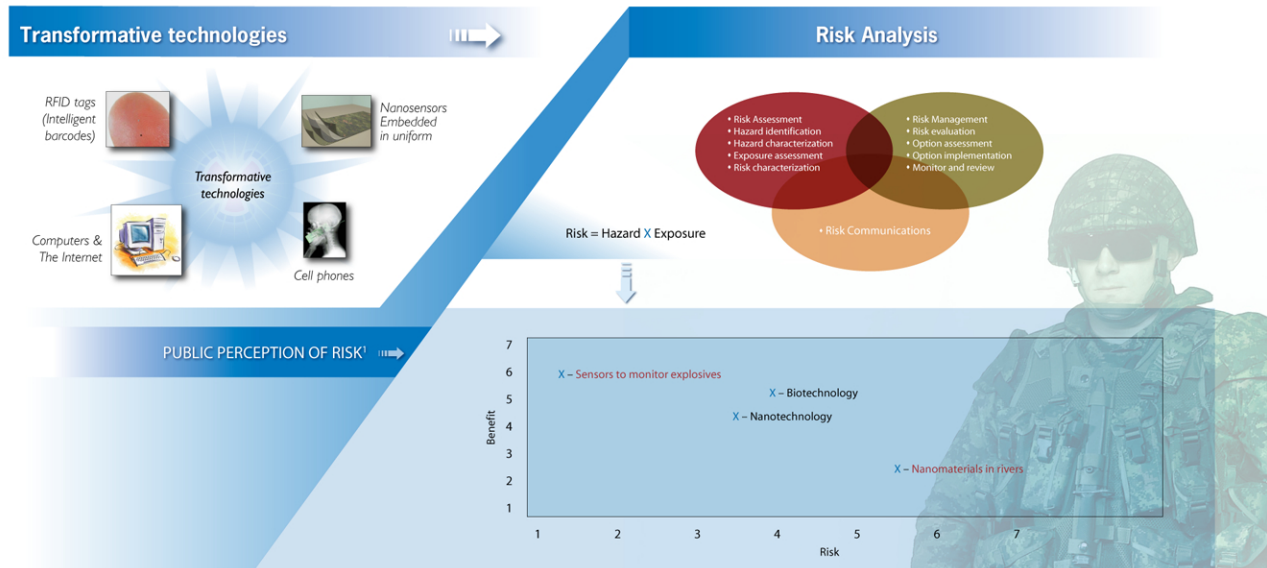 Transformative technologies
RFID tags
(Intelligent
barcodes)
Nanosensors
Embedded
in uniform
Transformative
technologies
Computers &
The Internet
Cell phones
Risk Analysis
• Risk Assessment
• Hazard identification
• Hazard characterization
• Exposure assessment
• Risk characterization
• Risk Management
• Risk evaluation
• Option assessment
• Option implementation
• Monitor and review
• Risk Communications
Risk = Hazard X Exposure
PUBLIC PERCEPTION OF RISK¹
Benefit
7
6
5
4
3
2
1
X – Sensors to monitor explosives
X – Biotechnology
X – Nanotechnology
X – Nanomaterials in rivers
1 2 3 4 5 6 7
Risk